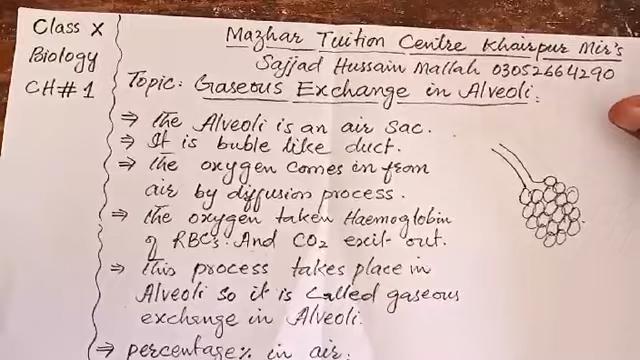 Class X
Biology
CH# 1
Mazhar Tuition Centre Khairpur Mir's
Sajjad Hussain Mallah 03052664290
Topic: Gaseous Exchange in Alveoli:
⇒ the Alveoli is an air sac.
⇒ It is buble like duct.
⇒ the oxygen comes in from
air by diffusion process.
⇒ the oxygen taken Haemoglobin
of RBC's. And CO2 exit out.
⇒ this process takes place in
Alveoli so it is called gaseous
exchange in Alveoli.
⇒ percentage% in air: